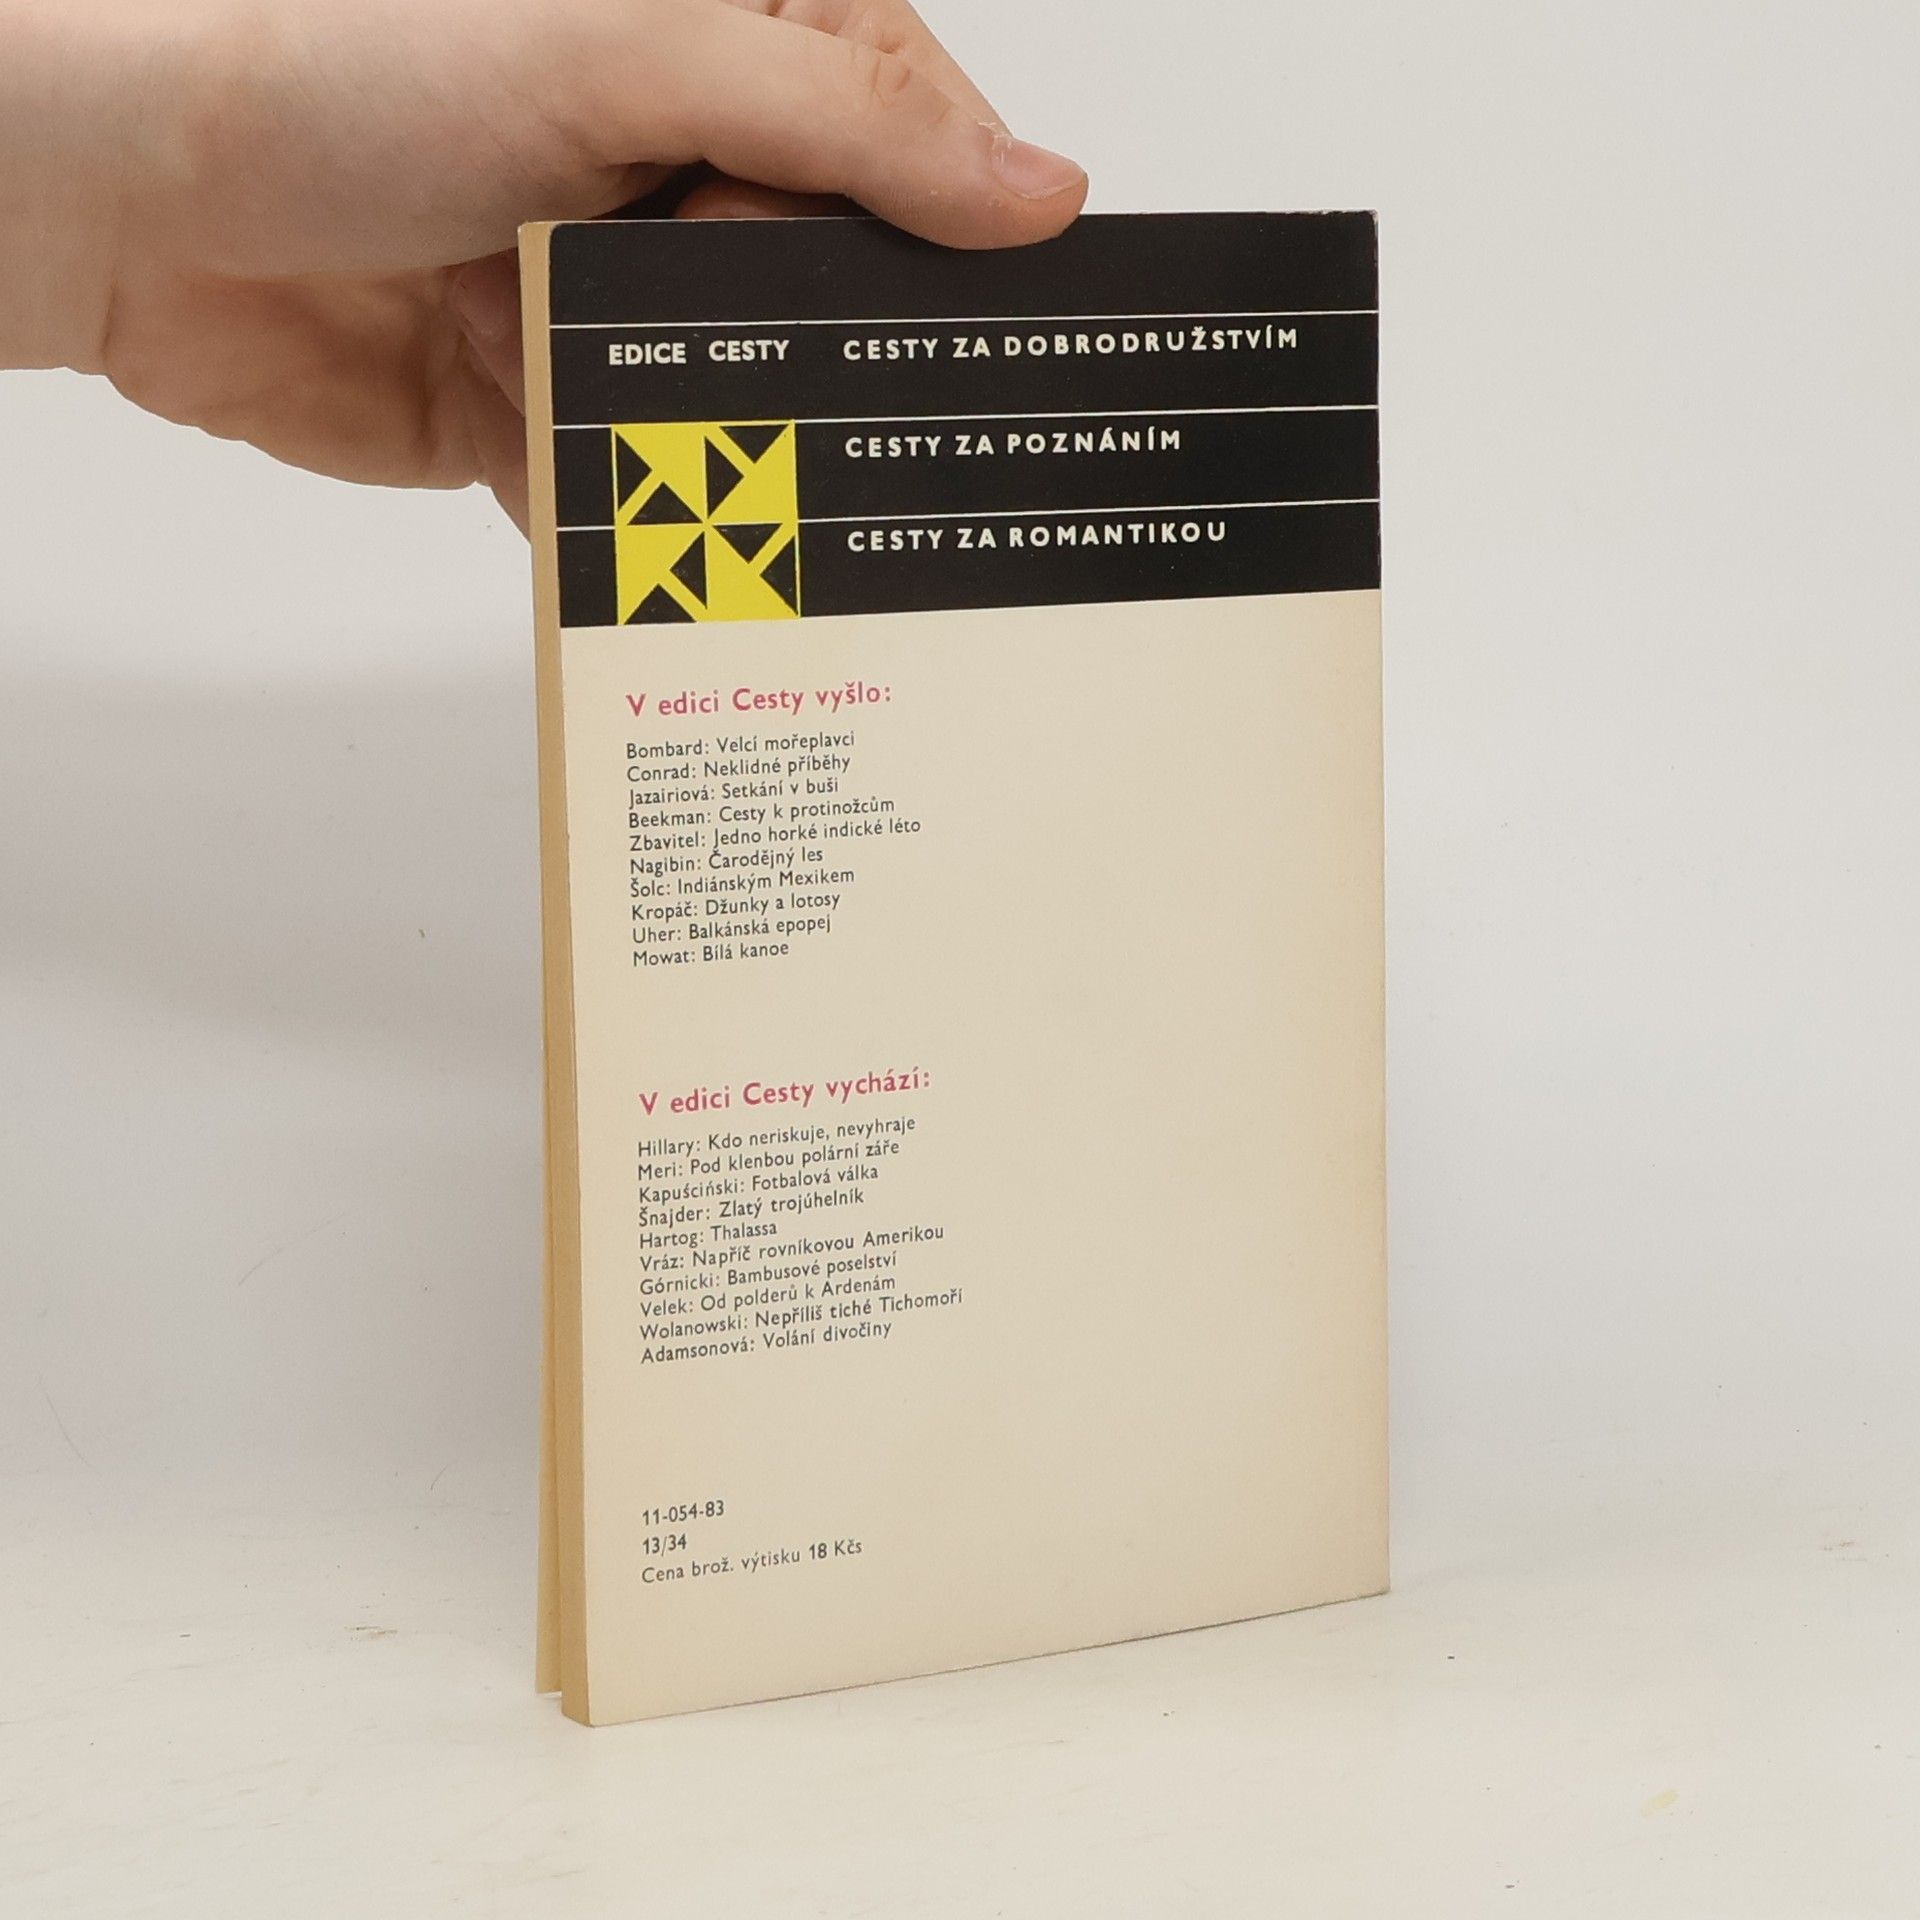 EDICE CESTY CESTY ZA DOBRODRUŽSTVÍM
CESTY ZA POZNÁNÍM
CESTY ZA ROMANTIKOU
V edici Cesty vyšlo:
Bombard: Velcí mořeplavci
Conrad: Neklidné příběhy
Jazairiová: Setkání v buši
Beekman: Cesty k protinožcům
Zbavitel: Jedno horké indické léto
Nagibin: Čarodějný les
Šolc: Indiánským Mexikem
Kropáč: Džunky a lotosy
Uher: Balkánská epopej
Mowat: Bílá kanoe
V edici Cesty vychází:
Hillary: Kdo neriskuje, nevyhraje
Meri: Pod klenbou polární záře
Kapuściński: Fotbalová válka
Šnajder: Zlatý trojúhelník
Hartog: Thalassa
Vráz: Napříč rovníkovou Amerikou
Górnicki: Bambusové poselství
Velek: Od polderů k Ardenám
Wolanowski: Nepříliš tiché Tichomoří
Adamsonová: Volání divočiny
11-054-83
13/34
Cena brož. výtisku 18 Kčs